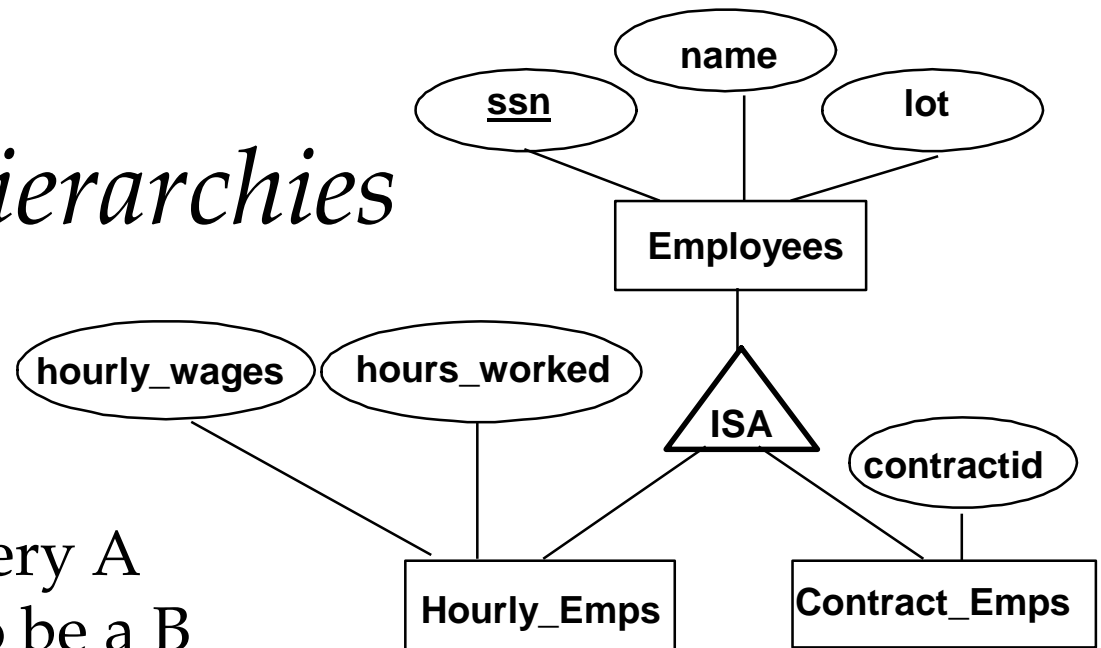 name
ssn
lot
ierarchies
Employees
hourly_wages
hours_worked
ISA
contractid
ery A
o be a B
Hourly_Emps
Contract_Emps